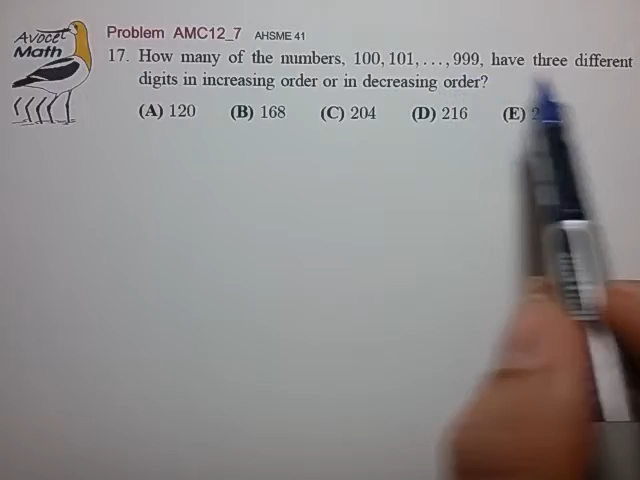 Avocet
Math
Problem AMC12_7 AHSME 41
17. How many of the numbers, 100, 101, . . . , 999, have three different
digits in increasing order or in decreasing order?
(A) 120 (B) 168 (C) 204 (D) 216 (E)